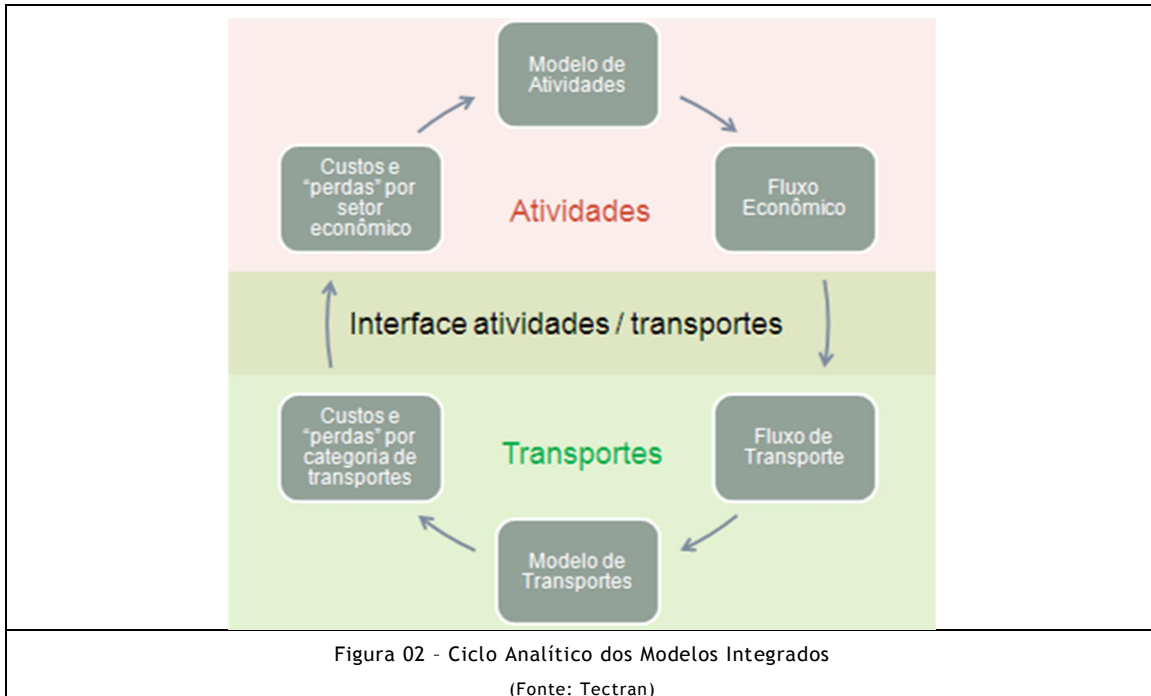 Modelo de
Atividades
Custos e
"perdas" por
setor
econômico
Atividades
Fluxo
Econômico
Interface atividades / transportes
Custos e
"perdas" por
categoria de
transportes
Transportes
Fluxo de
Transporte
Modelo de
Transportes
Figura 02 – Ciclo Analítico dos Modelos Integrados
(Fonte: Tectran)